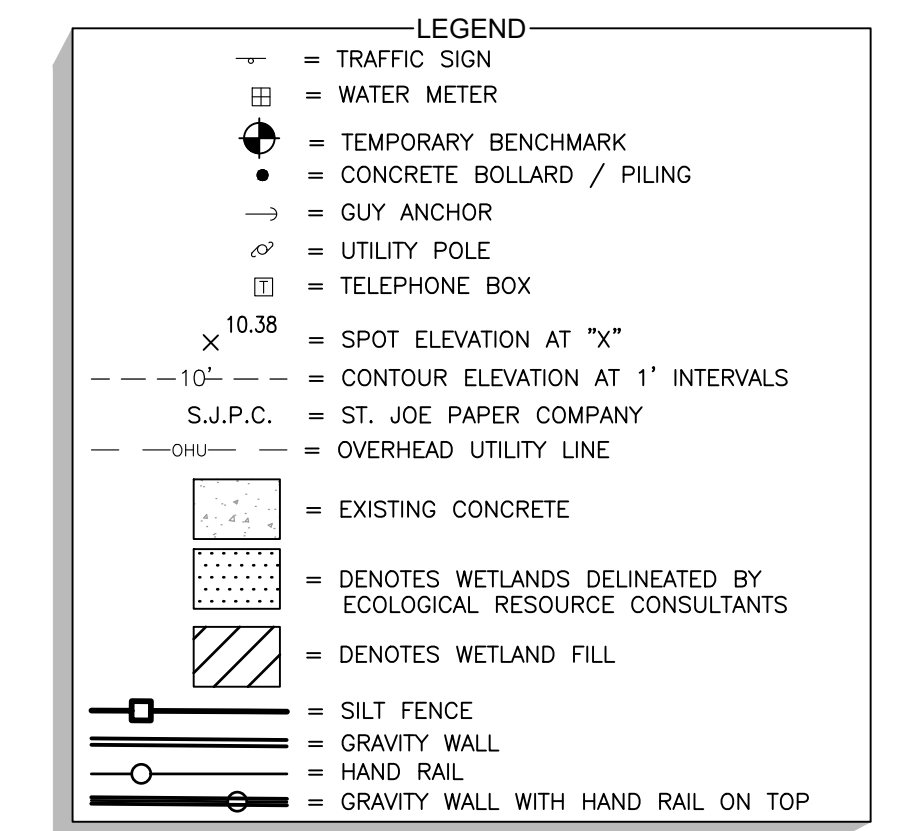 LEGEND
= TRAFFIC SIGN
= WATER METER
= TEMPORARY BENCHMARK
= CONCRETE BOLLARD / PILING
= GUY ANCHOR
= UTILITY POLE
T = TELEPHONE BOX
× 10.38 = SPOT ELEVATION AT "X"
10' = CONTOUR ELEVATION AT 1' INTERVALS
S.J.P.C. = ST. JOE PAPER COMPANY
OHU = OVERHEAD UTILITY LINE
= EXISTING CONCRETE
= DENOTES WETLANDS DELINEATED BY
ECOLOGICAL RESOURCE CONSULTANTS
= DENOTES WETLAND FILL
= SILT FENCE
= GRAVITY WALL
= HAND RAIL
= GRAVITY WALL WITH HAND RAIL ON TOP